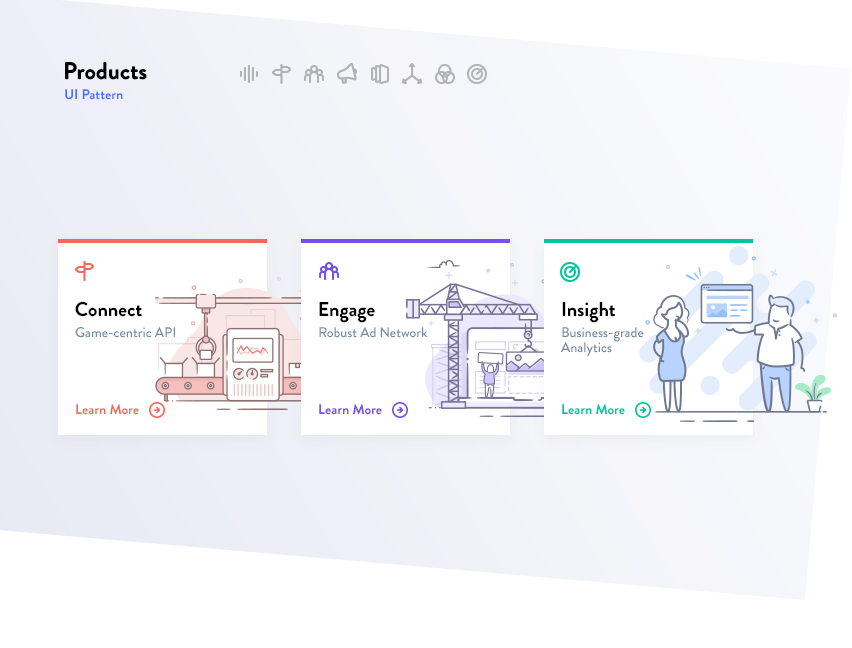 Products
UI Pattern
Connect
Game-centric API
Learn More
Engage
Robust Ad Network
Learn More
Insight
Business-grade
Analytics
Learn More